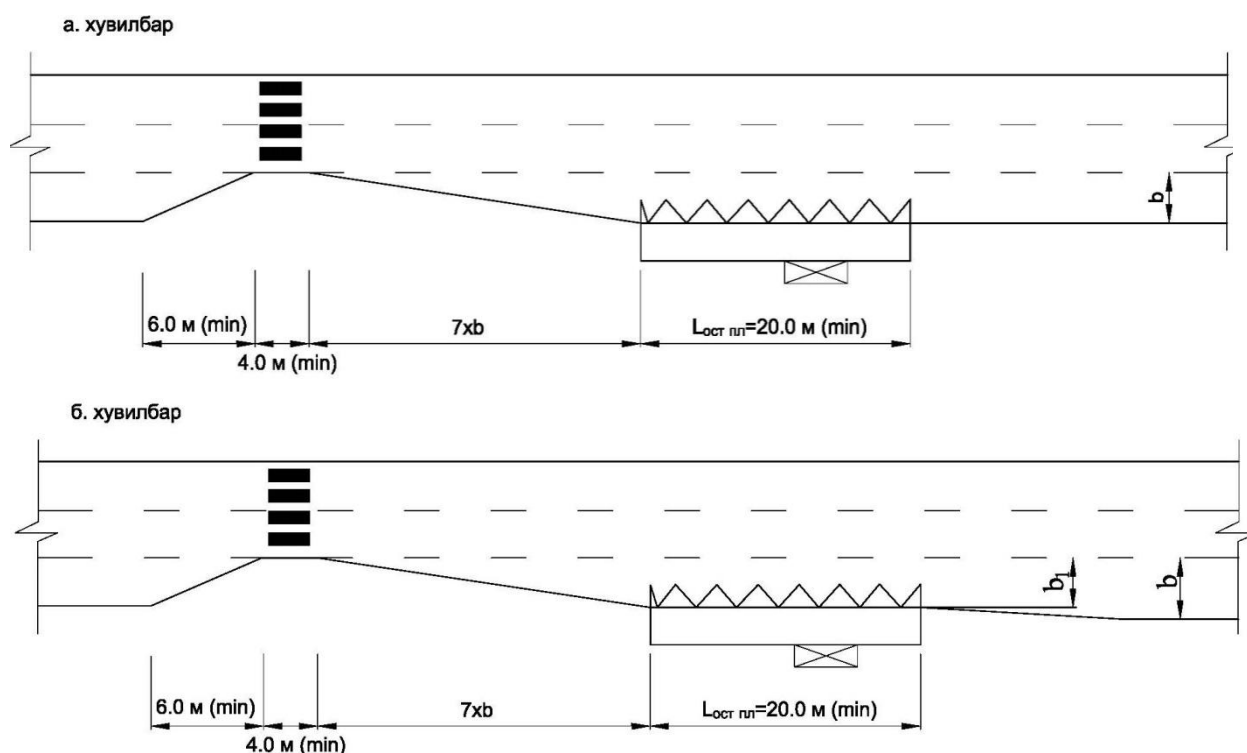 а. хувилбар
b
6.0 м (min)
7xb
Lост пл=20.0 м (min)
4.0 м (min)
б. хувилбар
b1
b
6.0 м (min)
7xb
Lост пл=20.0 м (min)
4.0 м (min)